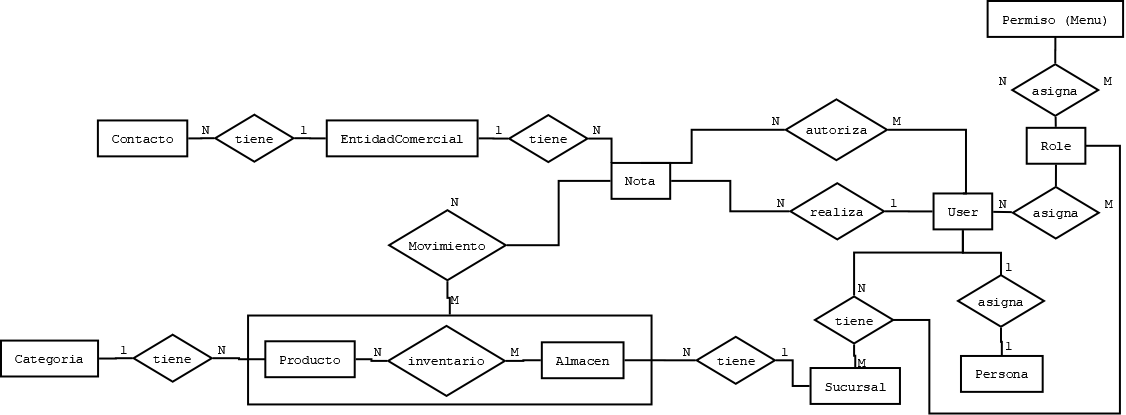 Permiso (Menu)
N
asigna
M
Contacto
N
tiene
1
EntidadComercial
1
tiene
N
N
autoriza
M
Role
Nota
N
realiza
1
User
N
asigna
M
N
Movimiento
M
1
asigna
1
Persona
N
tiene
M
Sucursal
Categoria
1
tiene
N
Producto
N
inventario
M
Almacen
N
tiene
1